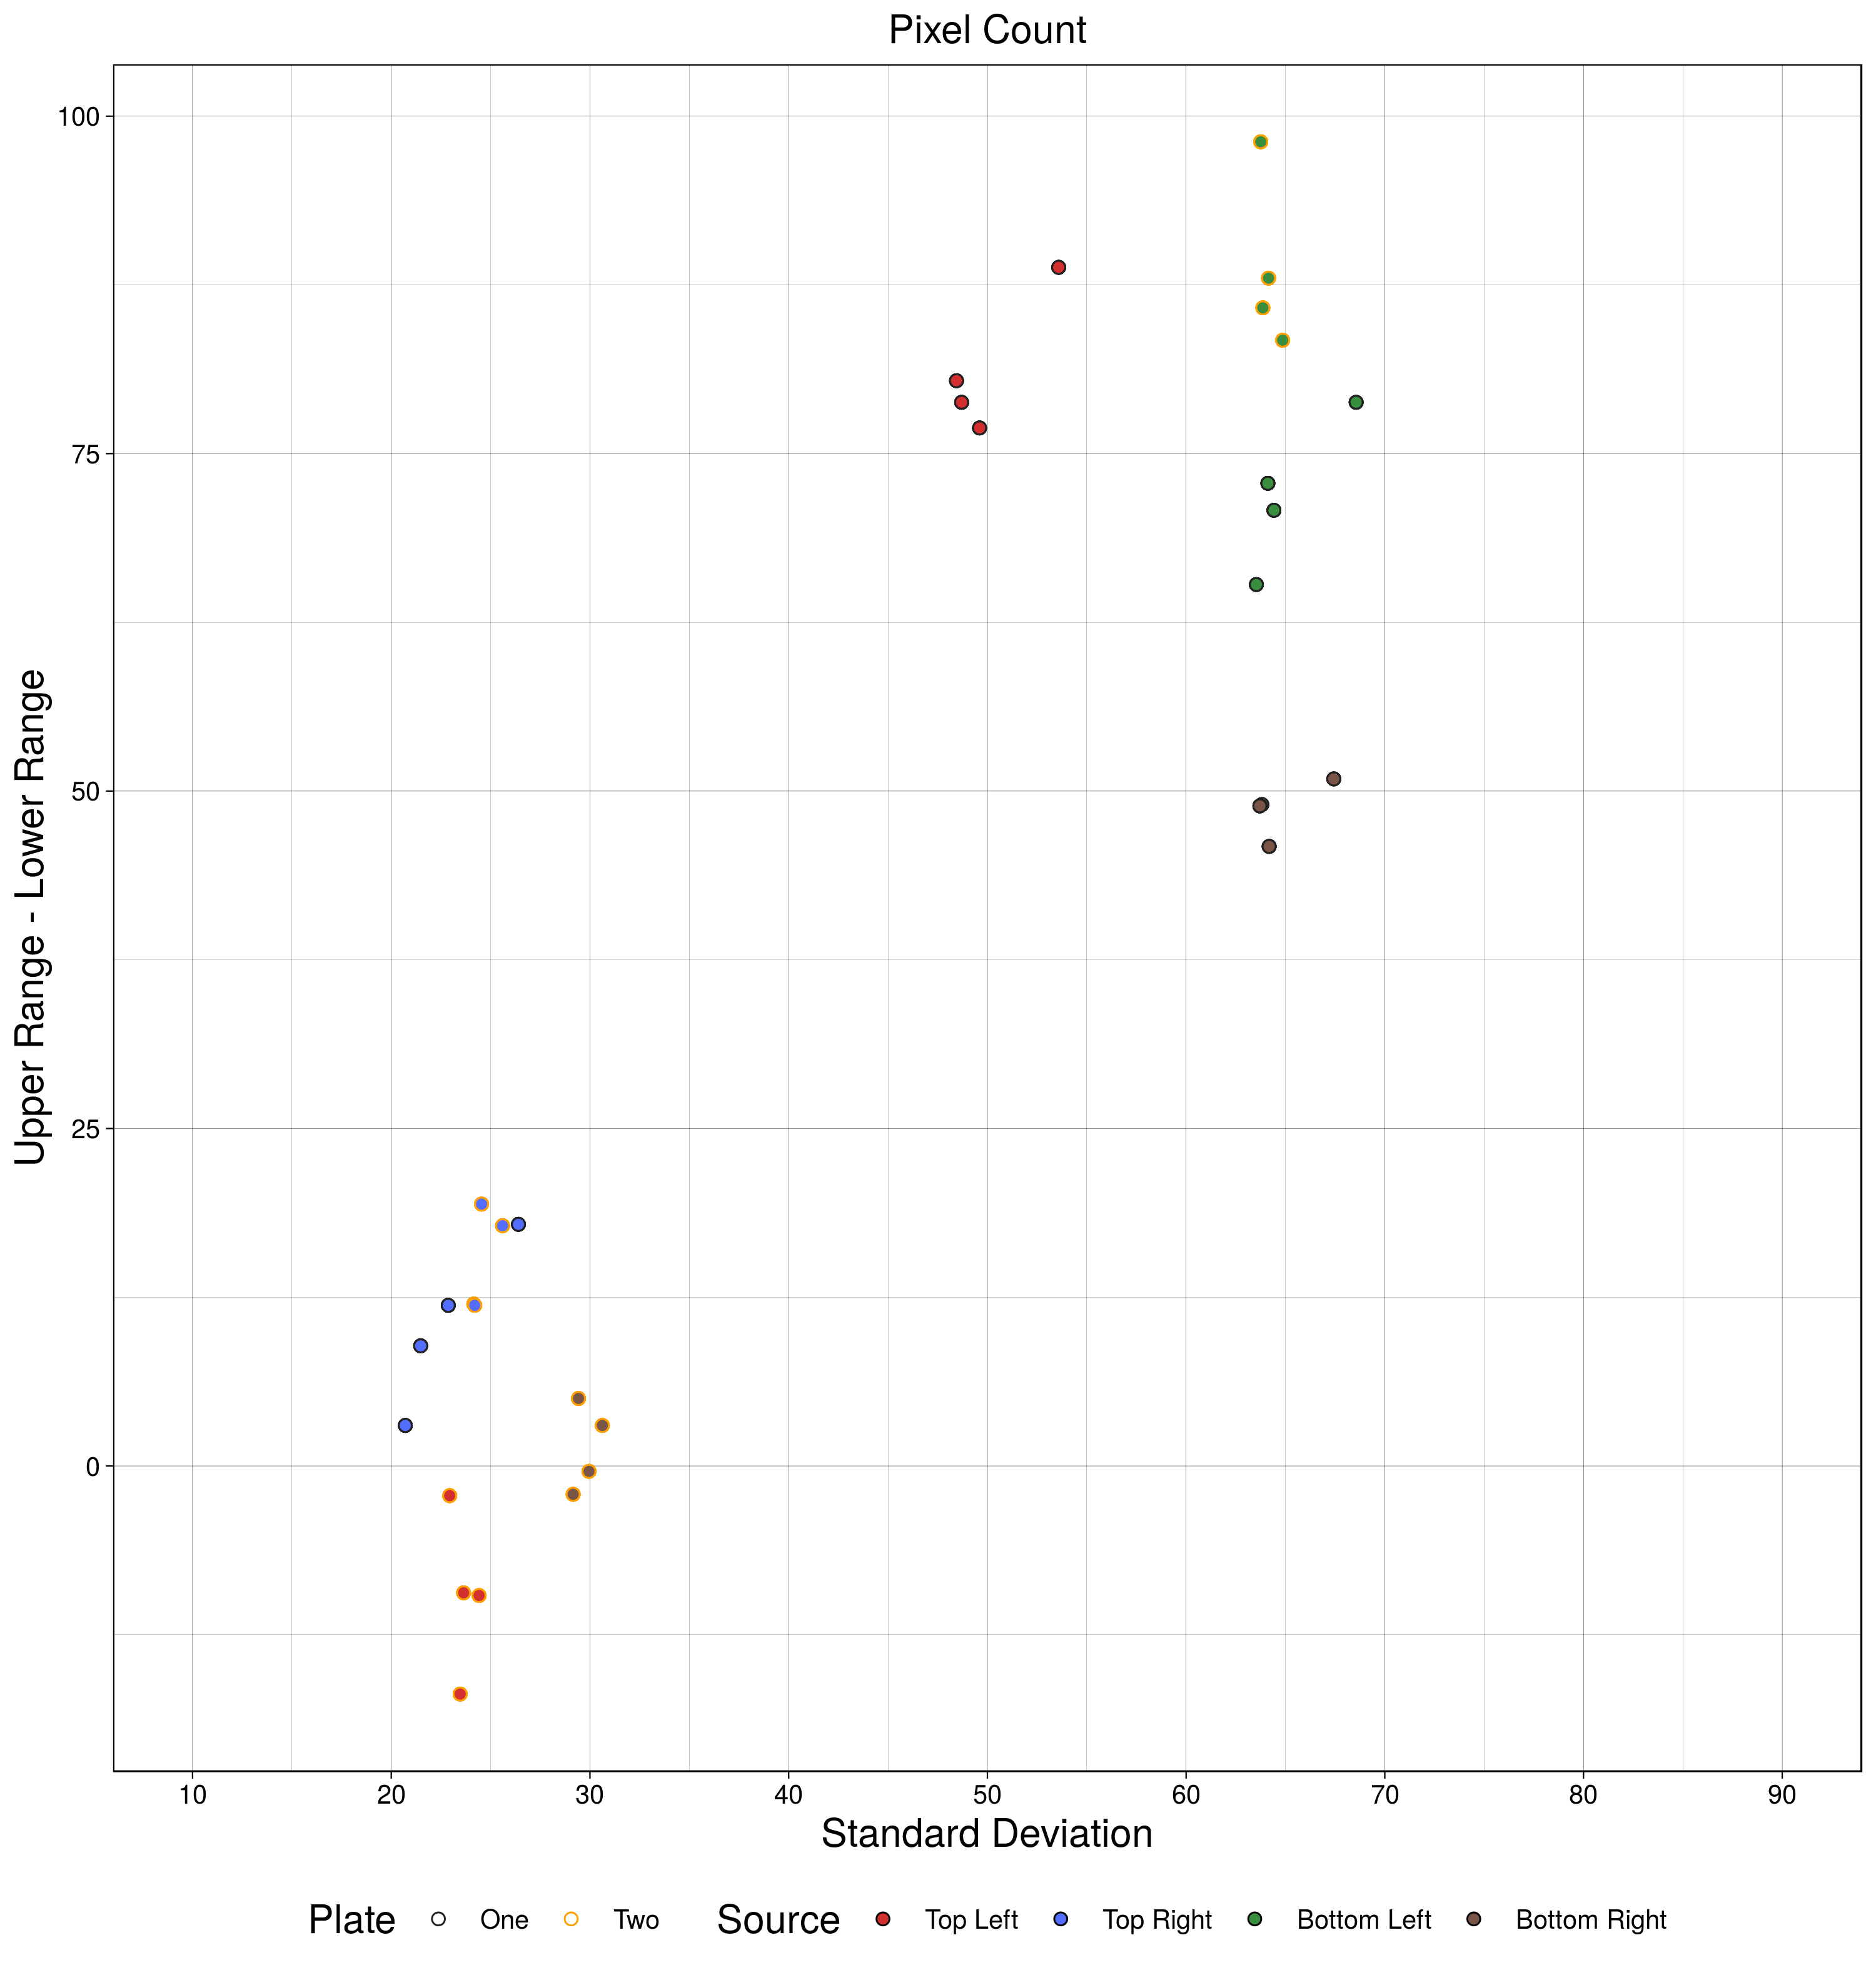 Pixel Count
100
75
50
25
0
Upper Range - Lower Range
10 20 30 40 50 60 70 80 90
Standard Deviation
Plate One Two Source Top Left Top Right Bottom Left Bottom Right